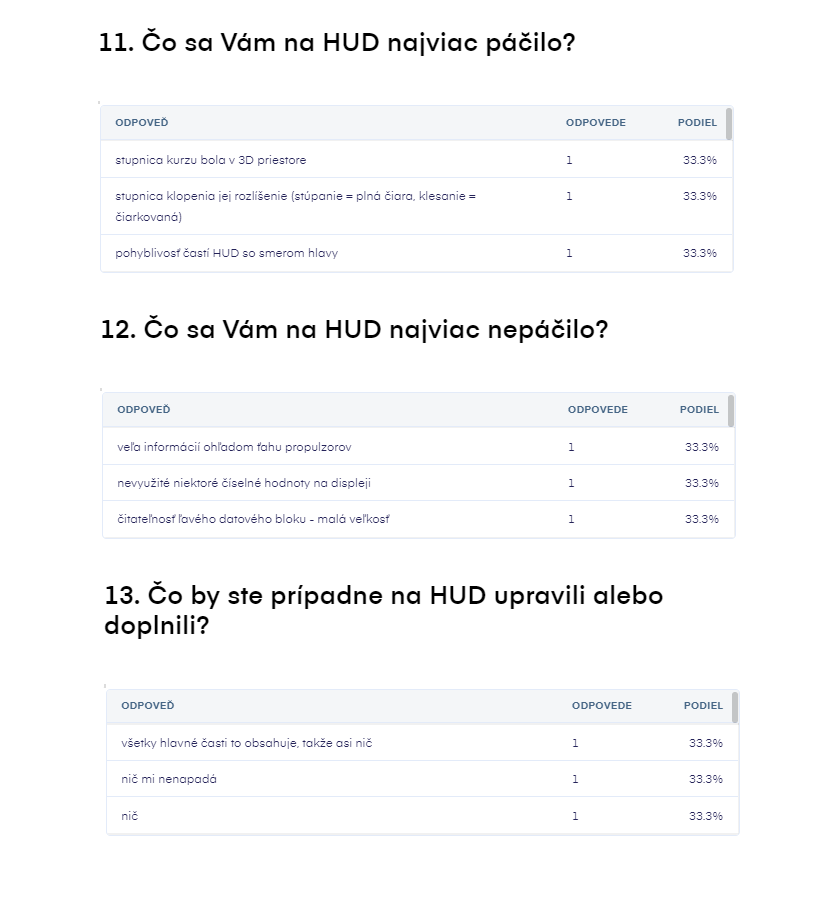 11. Čo sa Vám na HUD najviac páčilo?
ODPOVEĎ ODPOVEDE PODIEL
stupnica kurzu bola v 3D priestore 1 33.3%
stupnica klopenia jej rozlíšenie (stúpanie = plná čiara, klesanie = 1 33.3%
čiarkovaná)
pohyblivosť častí HUD so smerom hlavy 1 33.3%
12. Čo sa Vám na HUD najviac nepáčilo?
ODPOVEĎ ODPOVEDE PODIEL
veľa informácií ohľadom ťahu propulzorov 1 33.3%
nevyužité niektoré číselné hodnoty na displeji 1 33.3%
čitateľnosť ľavého datového bloku - malá veľkosť 1 33.3%
13. Čo by ste prípadne na HUD upravili alebo
doplnili?
ODPOVEĎ ODPOVEDE PODIEL
všetky hlavné časti to obsahuje, takže asi nič 1 33.3%
nič mi nenapadá 1 33.3%
nič 1 33.3%